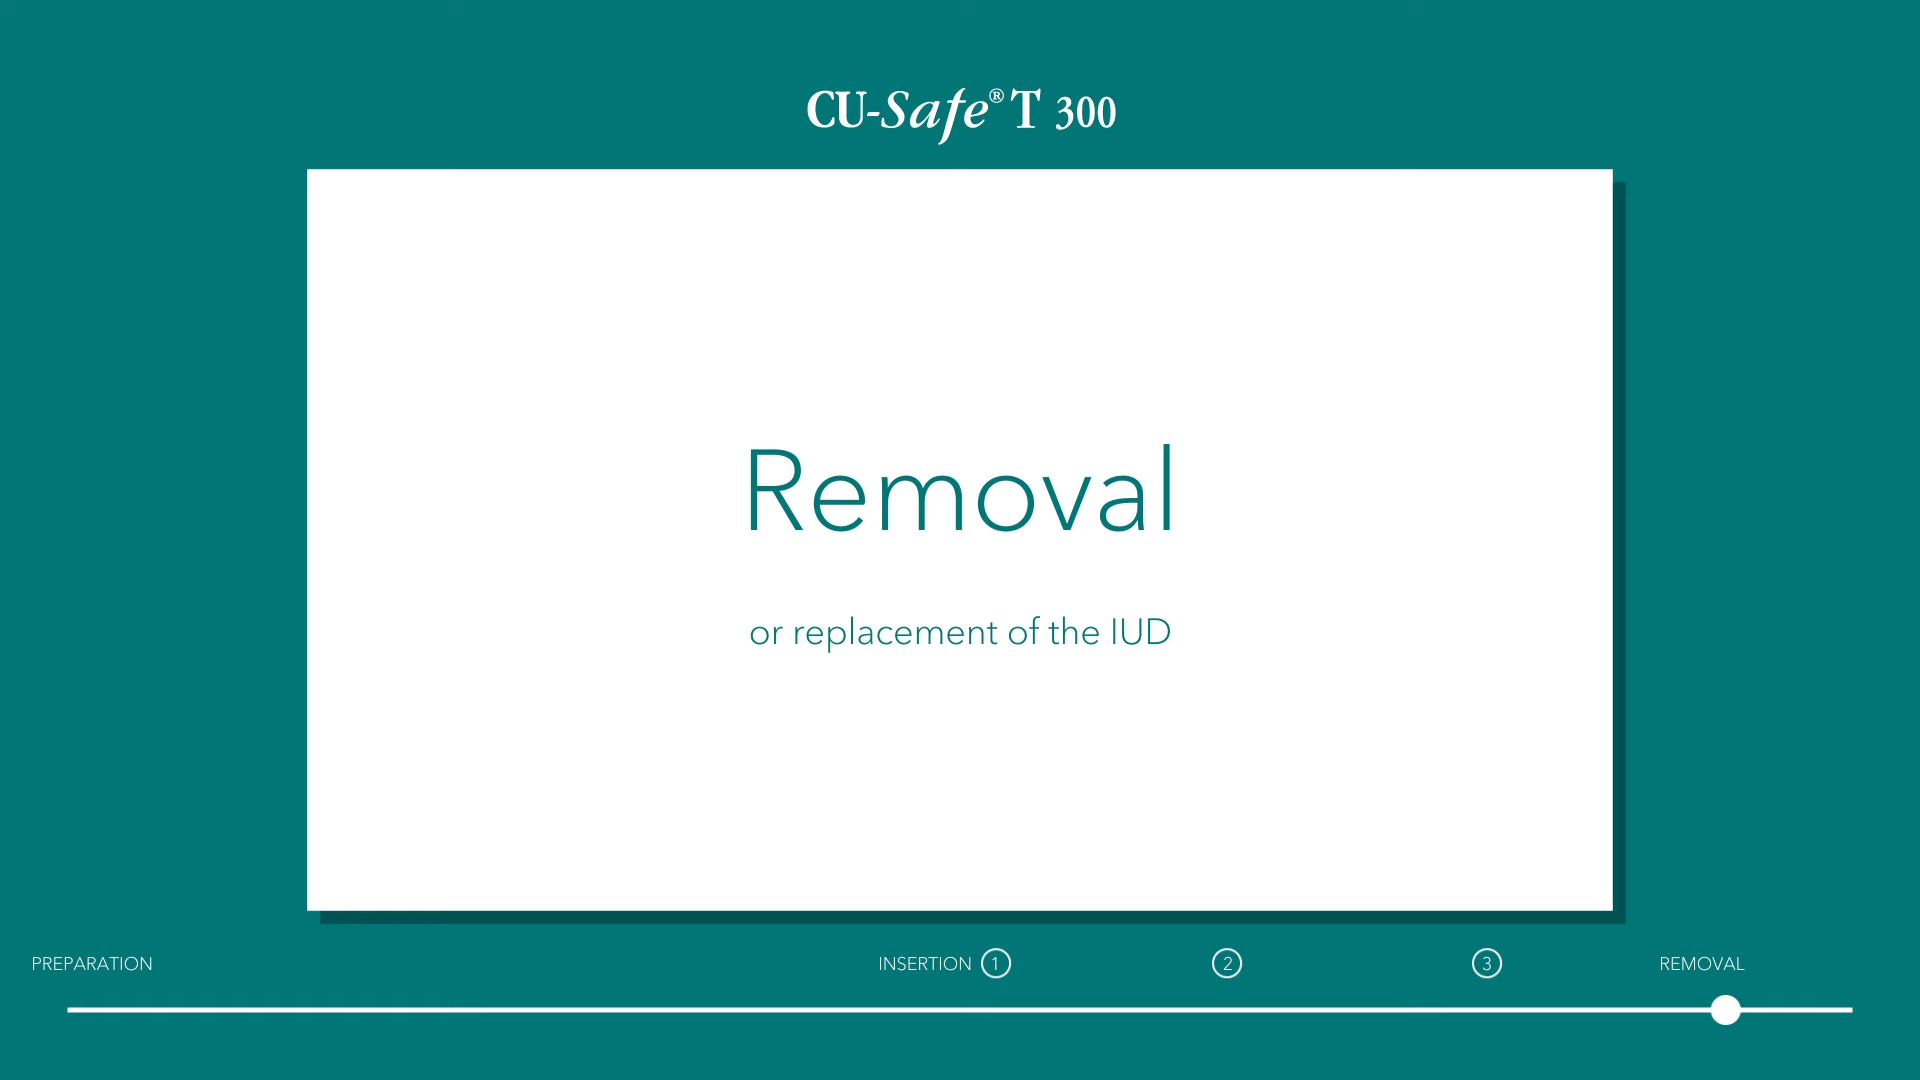 CU-Safe® T 300
Removal
or replacement of the IUD
PREPARATION INSERTION 1 2 3 REMOVAL